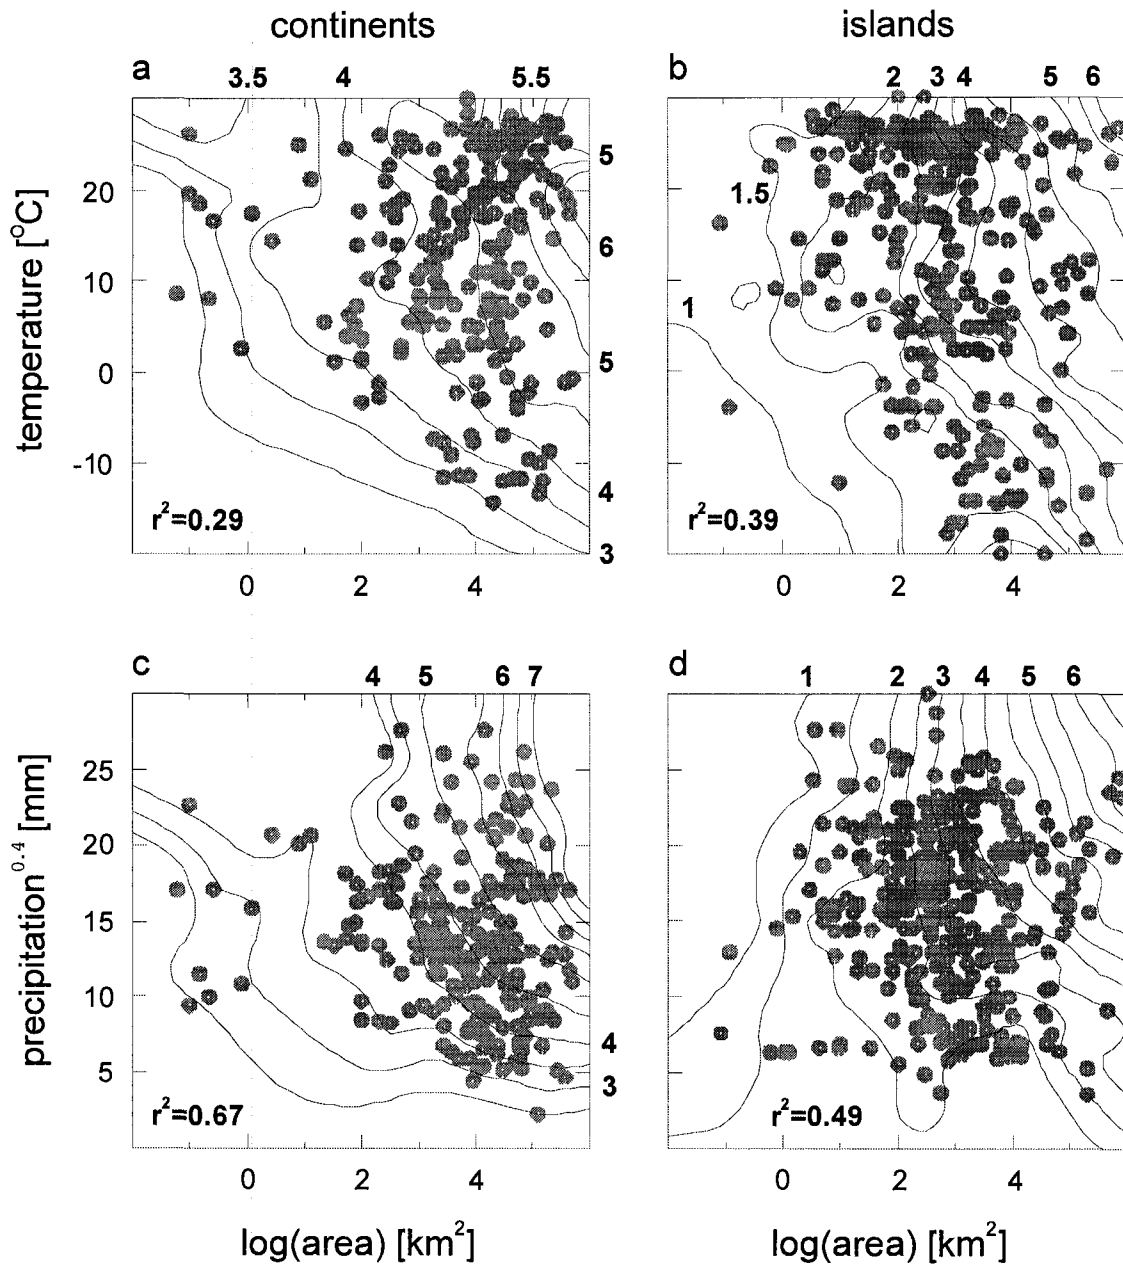 continents
islands
a 3.5 4 5.5
b 2 3 4 5 6
temperature [°C]
20
10
0
-10
5
6
5
4
3
r²=0.29
1.5
1
r²=0.39
0 2 4
0 2 4
c 4 5 6 7
d 1 2 3 4 5 6
precipitation^0.4 [mm]
25
20
15
10
5
4
3
r²=0.67
r²=0.49
0 2 4
0 2 4
log(area) [km²]
log(area) [km²]